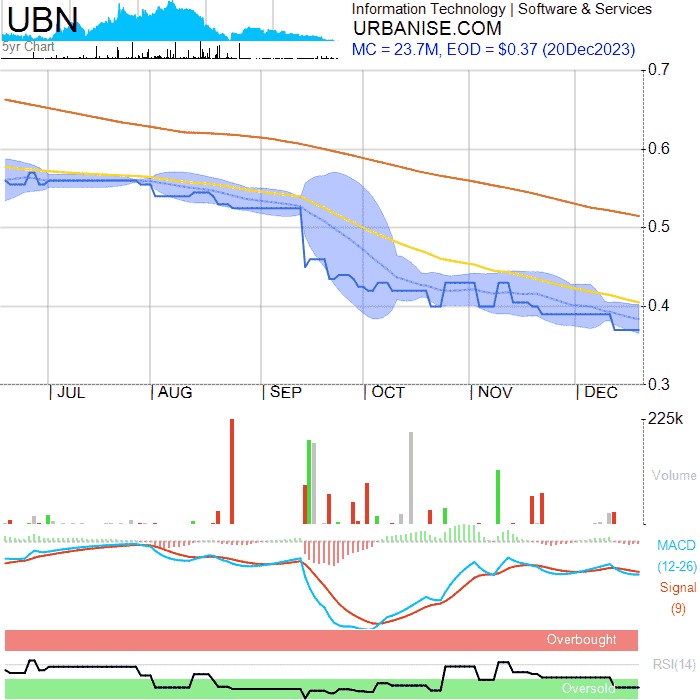 UBN
Information Technology | Software & Services
URBANISE.COM
5yr Chart
MC = 23.7M, EOD = $0.37 (20Dec2023)
0.7
0.6
0.5
0.4
0.3
| JUL | AUG | SEP | OCT | NOV | DEC
225k
Volume
MACD
(12-26)
Signal
(9)
Overbought
RSI(14)
Oversold